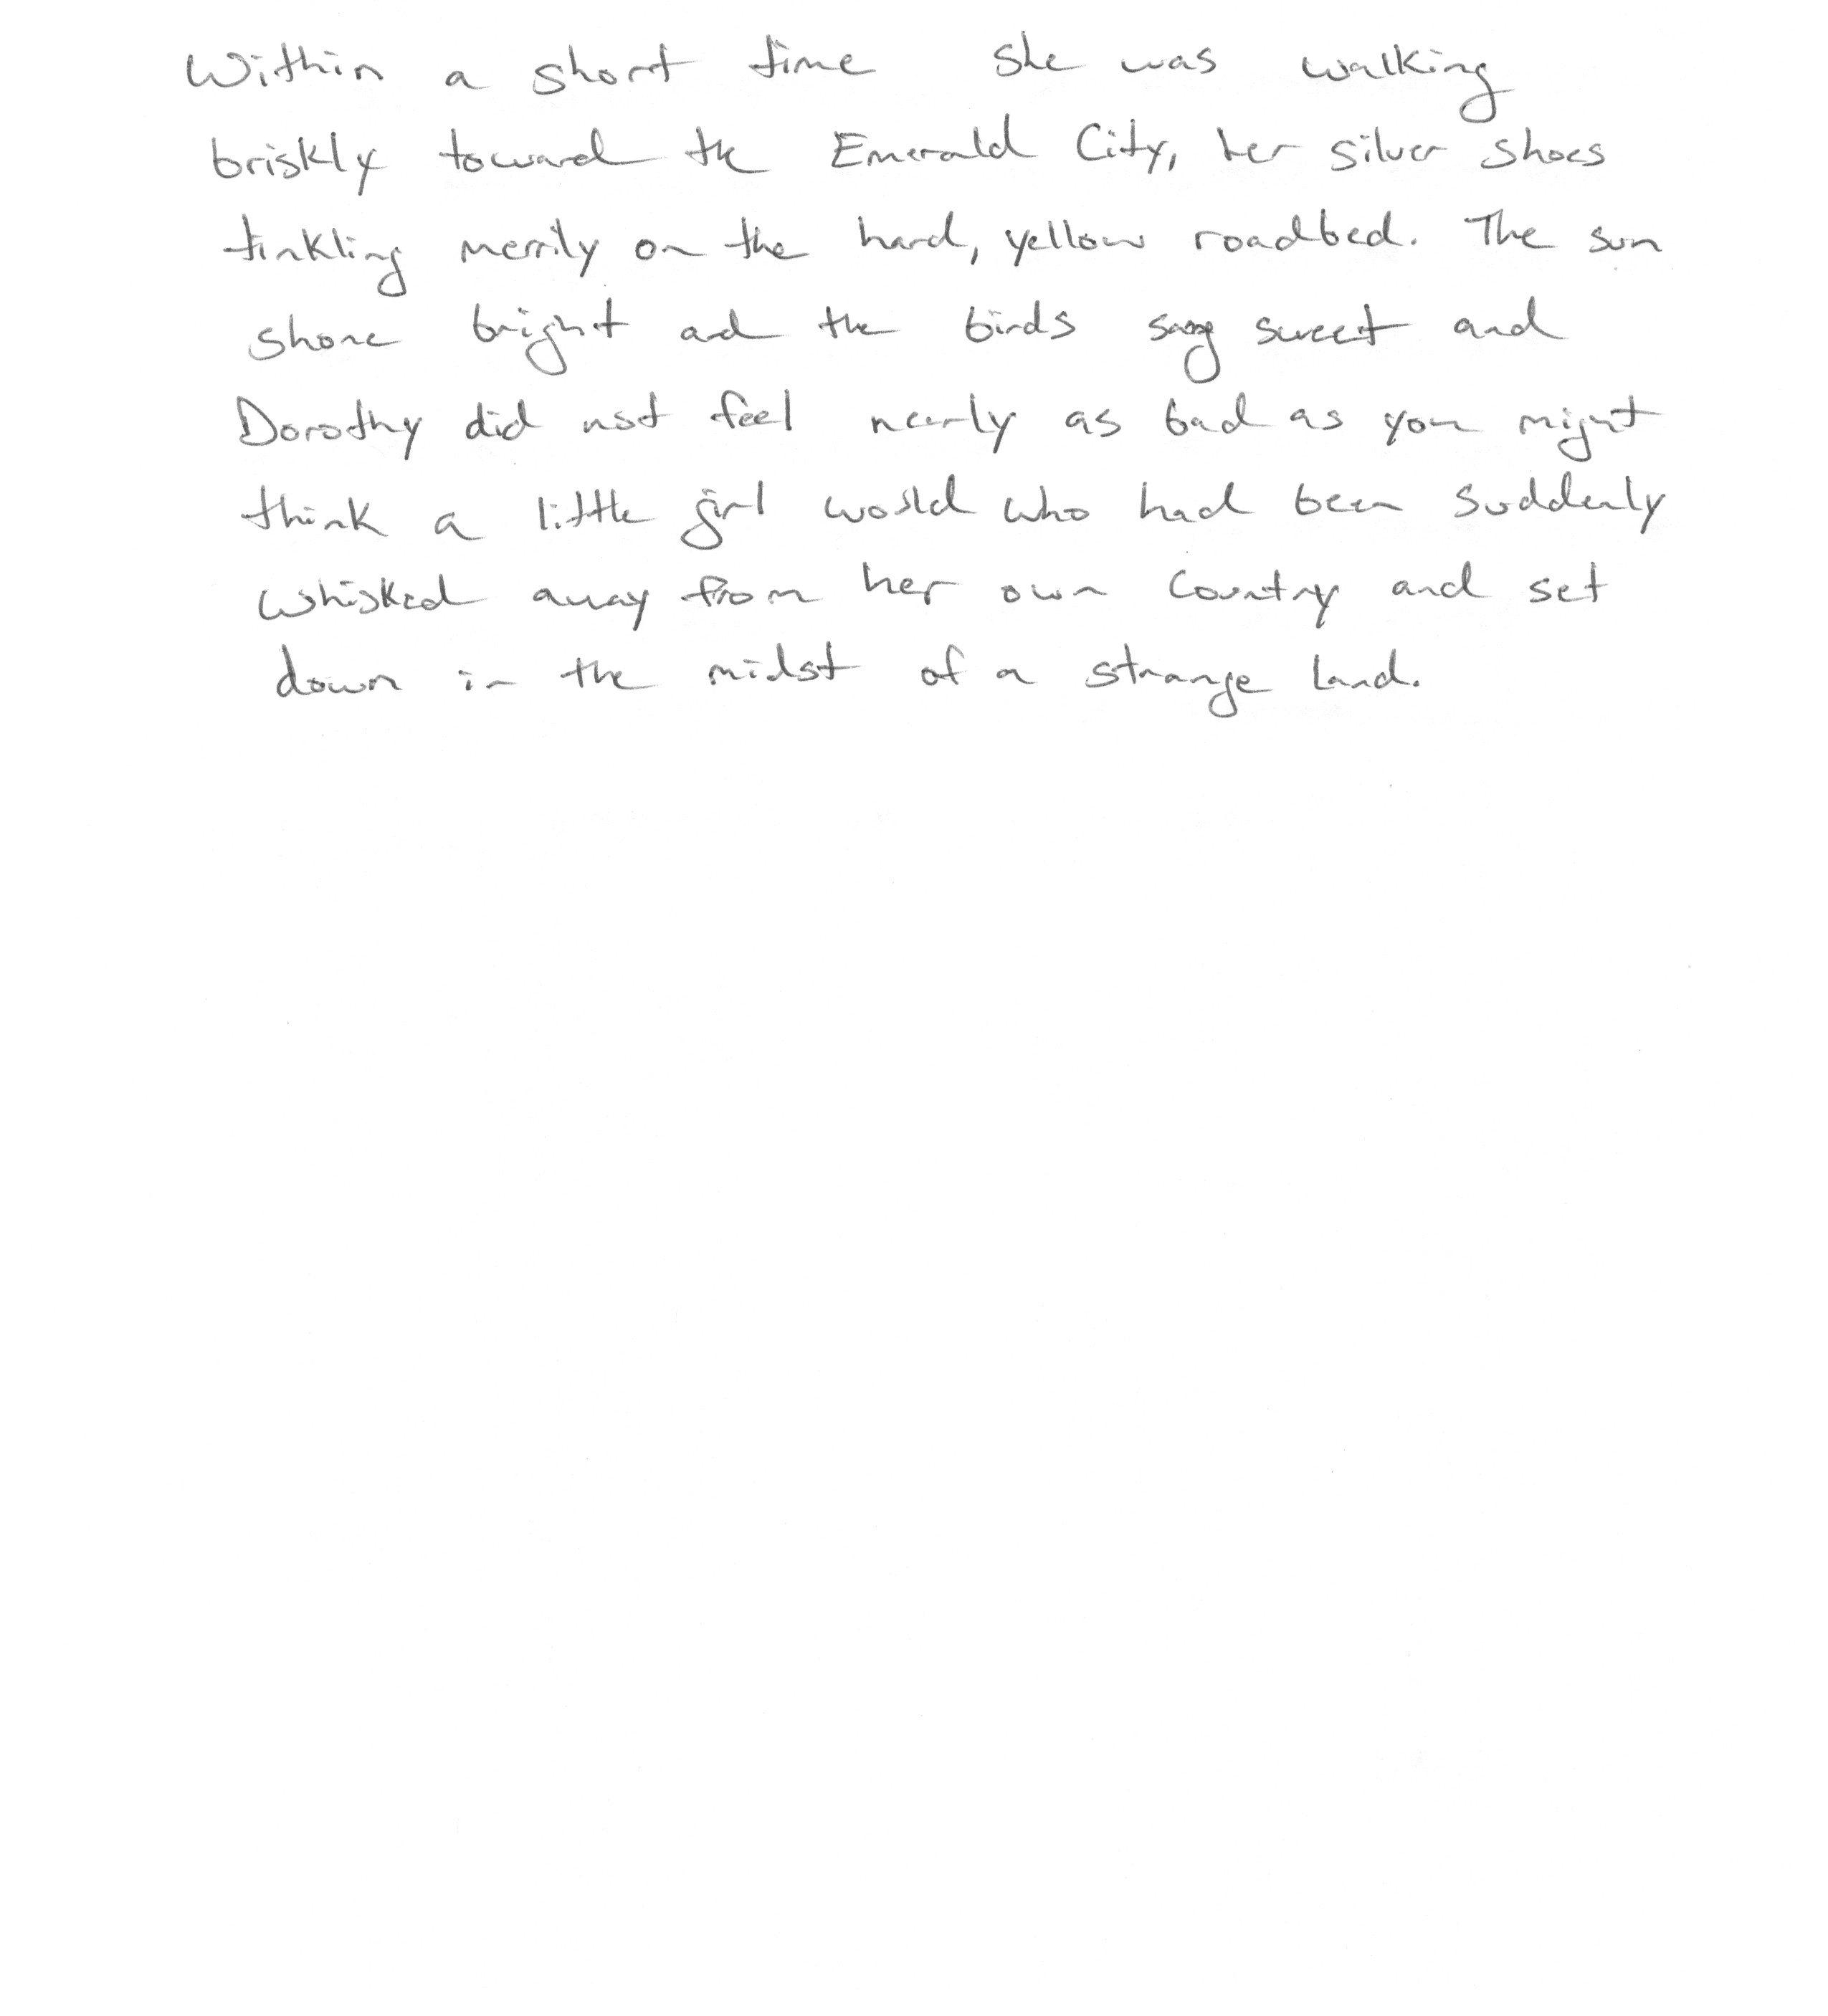 Within a short time she was walking
briskly toward the Emerald City, her silver shoes
tinkling merrily on the hard, yellow roadbed. The sun
shone bright and the birds sang sweet and
Dorothy did not feel nearly as bad as you might
think a little girl would who had been suddenly
whisked away from her own country and set
down in the midst of a strange land.